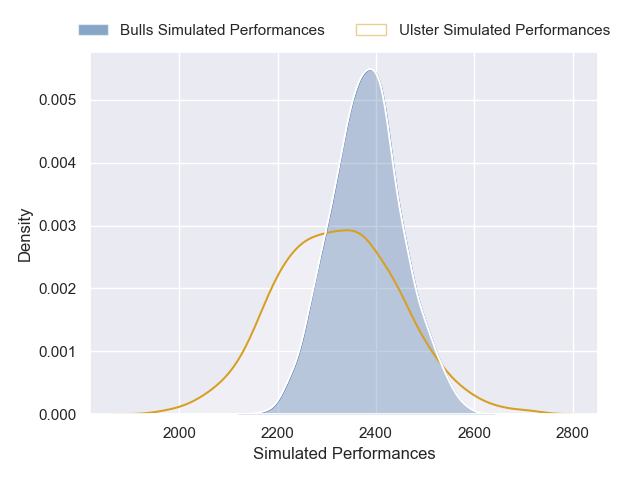 Bulls Simulated Performances
Ulster Simulated Performances
Density
0.005
0.004
0.003
0.002
0.001
0.000
2000 2200 2400 2600 2800
Simulated Performances